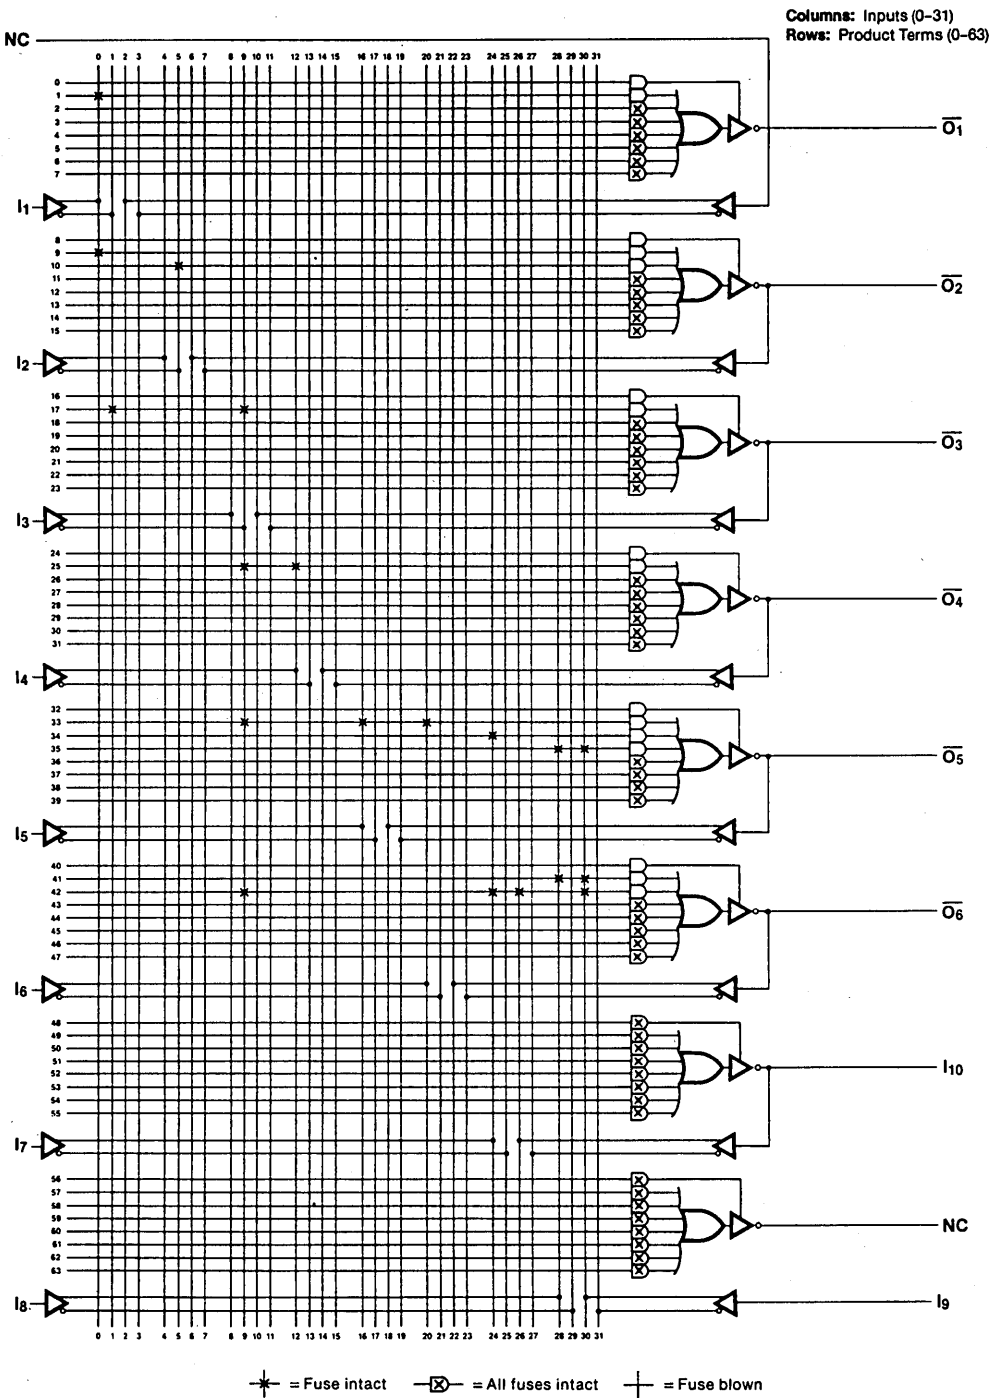 Columns: Inputs (0–31)
Rows: Product Terms (0–63)
NC
0 1 2 3 4 5 6 7 8 9 10 11 12 13 14 15 16 17 18 19 20 21 22 23 24 25 26 27 28 29 30 31
0
1
2
3
4
5
6
7
O1
I1
8
9
10
11
12
13
14
15
O2
I2
16
17
18
19
20
21
22
23
O3
I3
24
25
26
27
28
29
30
31
O4
I4
32
33
34
35
36
37
38
39
O5
I5
40
41
42
43
44
45
46
47
O6
I6
48
49
50
51
52
53
54
55
I10
I7
56
57
58
59
60
61
62
63
NC
I8
I9
0 1 2 3 4 5 6 7 8 9 10 11 12 13 14 15 16 17 18 19 20 21 22 23 24 25 26 27 28 29 30 31
= Fuse intact
= All fuses intact
= Fuse blown